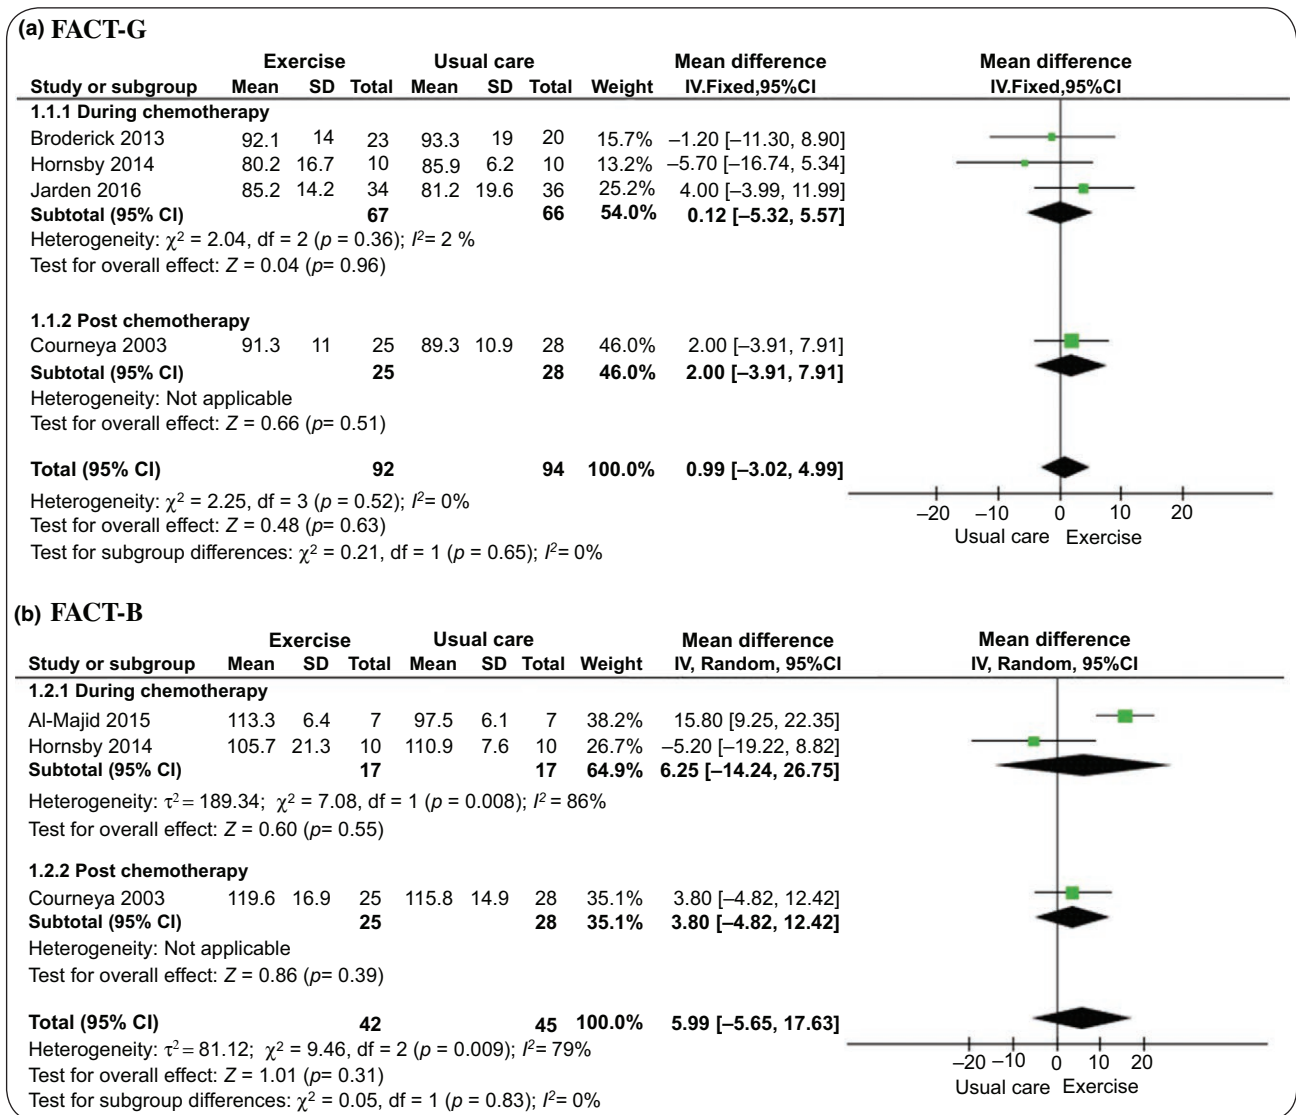 (a) FACT-G
Exercise Usual care Mean difference Mean difference
Study or subgroup Mean SD Total Mean SD Total Weight IV.Fixed,95%CI IV.Fixed,95%CI
1.1.1 During chemotherapy
Broderick 2013 92.1 14 23 93.3 19 20 15.7% −1.20 [−11.30, 8.90]
Hornsby 2014 80.2 16.7 10 85.9 6.2 10 13.2% −5.70 [−16.74, 5.34]
Jarden 2016 85.2 14.2 34 81.2 19.6 36 25.2% 4.00 [−3.99, 11.99]
Subtotal (95% CI) 67 66 54.0% 0.12 [−5.32, 5.57]
Heterogeneity: χ² = 2.04, df = 2 (p = 0.36); I²= 2 %
Test for overall effect: Z = 0.04 (p= 0.96)
1.1.2 Post chemotherapy
Courneya 2003 91.3 11 25 89.3 10.9 28 46.0% 2.00 [−3.91, 7.91]
Subtotal (95% CI) 25 28 46.0% 2.00 [−3.91, 7.91]
Heterogeneity: Not applicable
Test for overall effect: Z = 0.66 (p= 0.51)
Total (95% CI) 92 94 100.0% 0.99 [−3.02, 4.99]
Heterogeneity: χ² = 2.25, df = 3 (p = 0.52); I²= 0%
Test for overall effect: Z = 0.48 (p= 0.63)
Test for subgroup differences: χ² = 0.21, df = 1 (p = 0.65); I²= 0%
−20 −10 0 10 20
Usual care Exercise
(b) FACT-B
Exercise Usual care Mean difference Mean difference
Study or subgroup Mean SD Total Mean SD Total Weight IV, Random, 95%CI IV, Random, 95%CI
1.2.1 During chemotherapy
Al-Majid 2015 113.3 6.4 7 97.5 6.1 7 38.2% 15.80 [9.25, 22.35]
Hornsby 2014 105.7 21.3 10 110.9 7.6 10 26.7% −5.20 [−19.22, 8.82]
Subtotal (95% CI) 17 17 64.9% 6.25 [−14.24, 26.75]
Heterogeneity: τ² = 189.34; χ² = 7.08, df = 1 (p = 0.008); I² = 86%
Test for overall effect: Z = 0.60 (p= 0.55)
1.2.2 Post chemotherapy
Courneya 2003 119.6 16.9 25 115.8 14.9 28 35.1% 3.80 [−4.82, 12.42]
Subtotal (95% CI) 25 28 35.1% 3.80 [−4.82, 12.42]
Heterogeneity: Not applicable
Test for overall effect: Z = 0.86 (p= 0.39)
Total (95% CI) 42 45 100.0% 5.99 [−5.65, 17.63]
Heterogeneity: τ² = 81.12; χ² = 9.46, df = 2 (p = 0.009); I²= 79%
Test for overall effect: Z = 1.01 (p= 0.31)
Test for subgroup differences: χ² = 0.05, df = 1 (p = 0.83); I²= 0%
−20 −10 0 10 20
Usual care Exercise